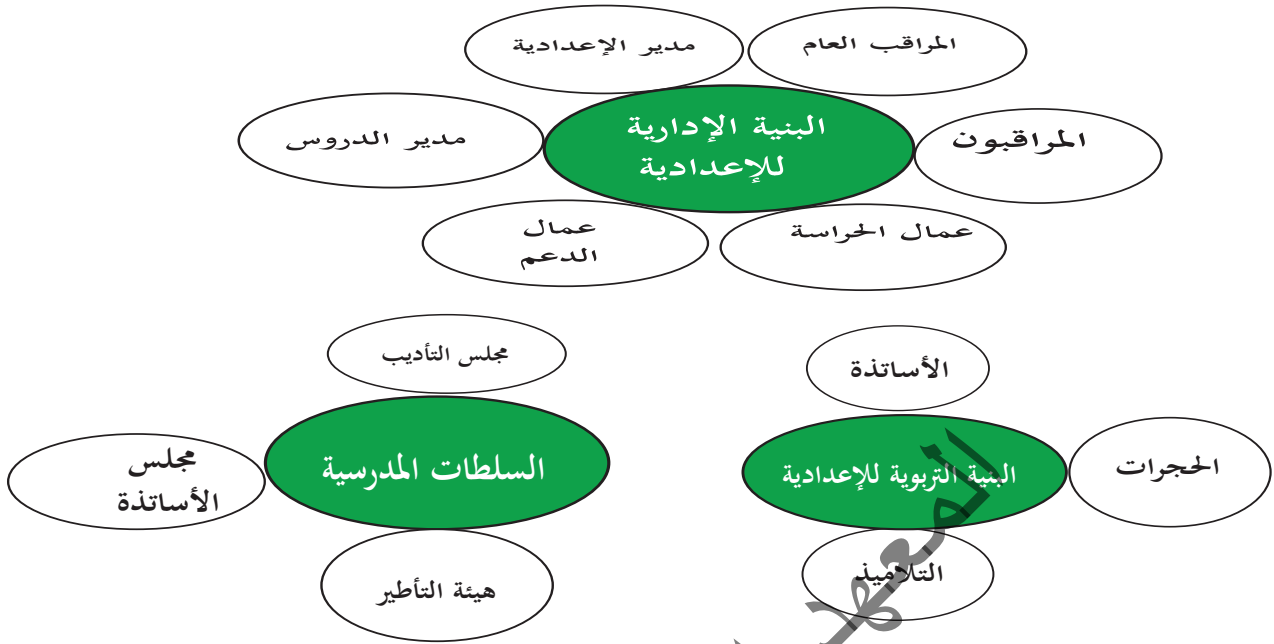 المراقب العام
مدير الإعدادية
البنية الإدارية
للإعدادية
المراقبون
مدير الدروس
عمال الحراسة
عمال
الدعم
الأساتذة
البنية التربوية للإعدادية
الحجرات
التلاميذ
مجلس التأديب
السلطات المدرسية
مجلس
الأساتذة
هيئة التأطير
المعهد